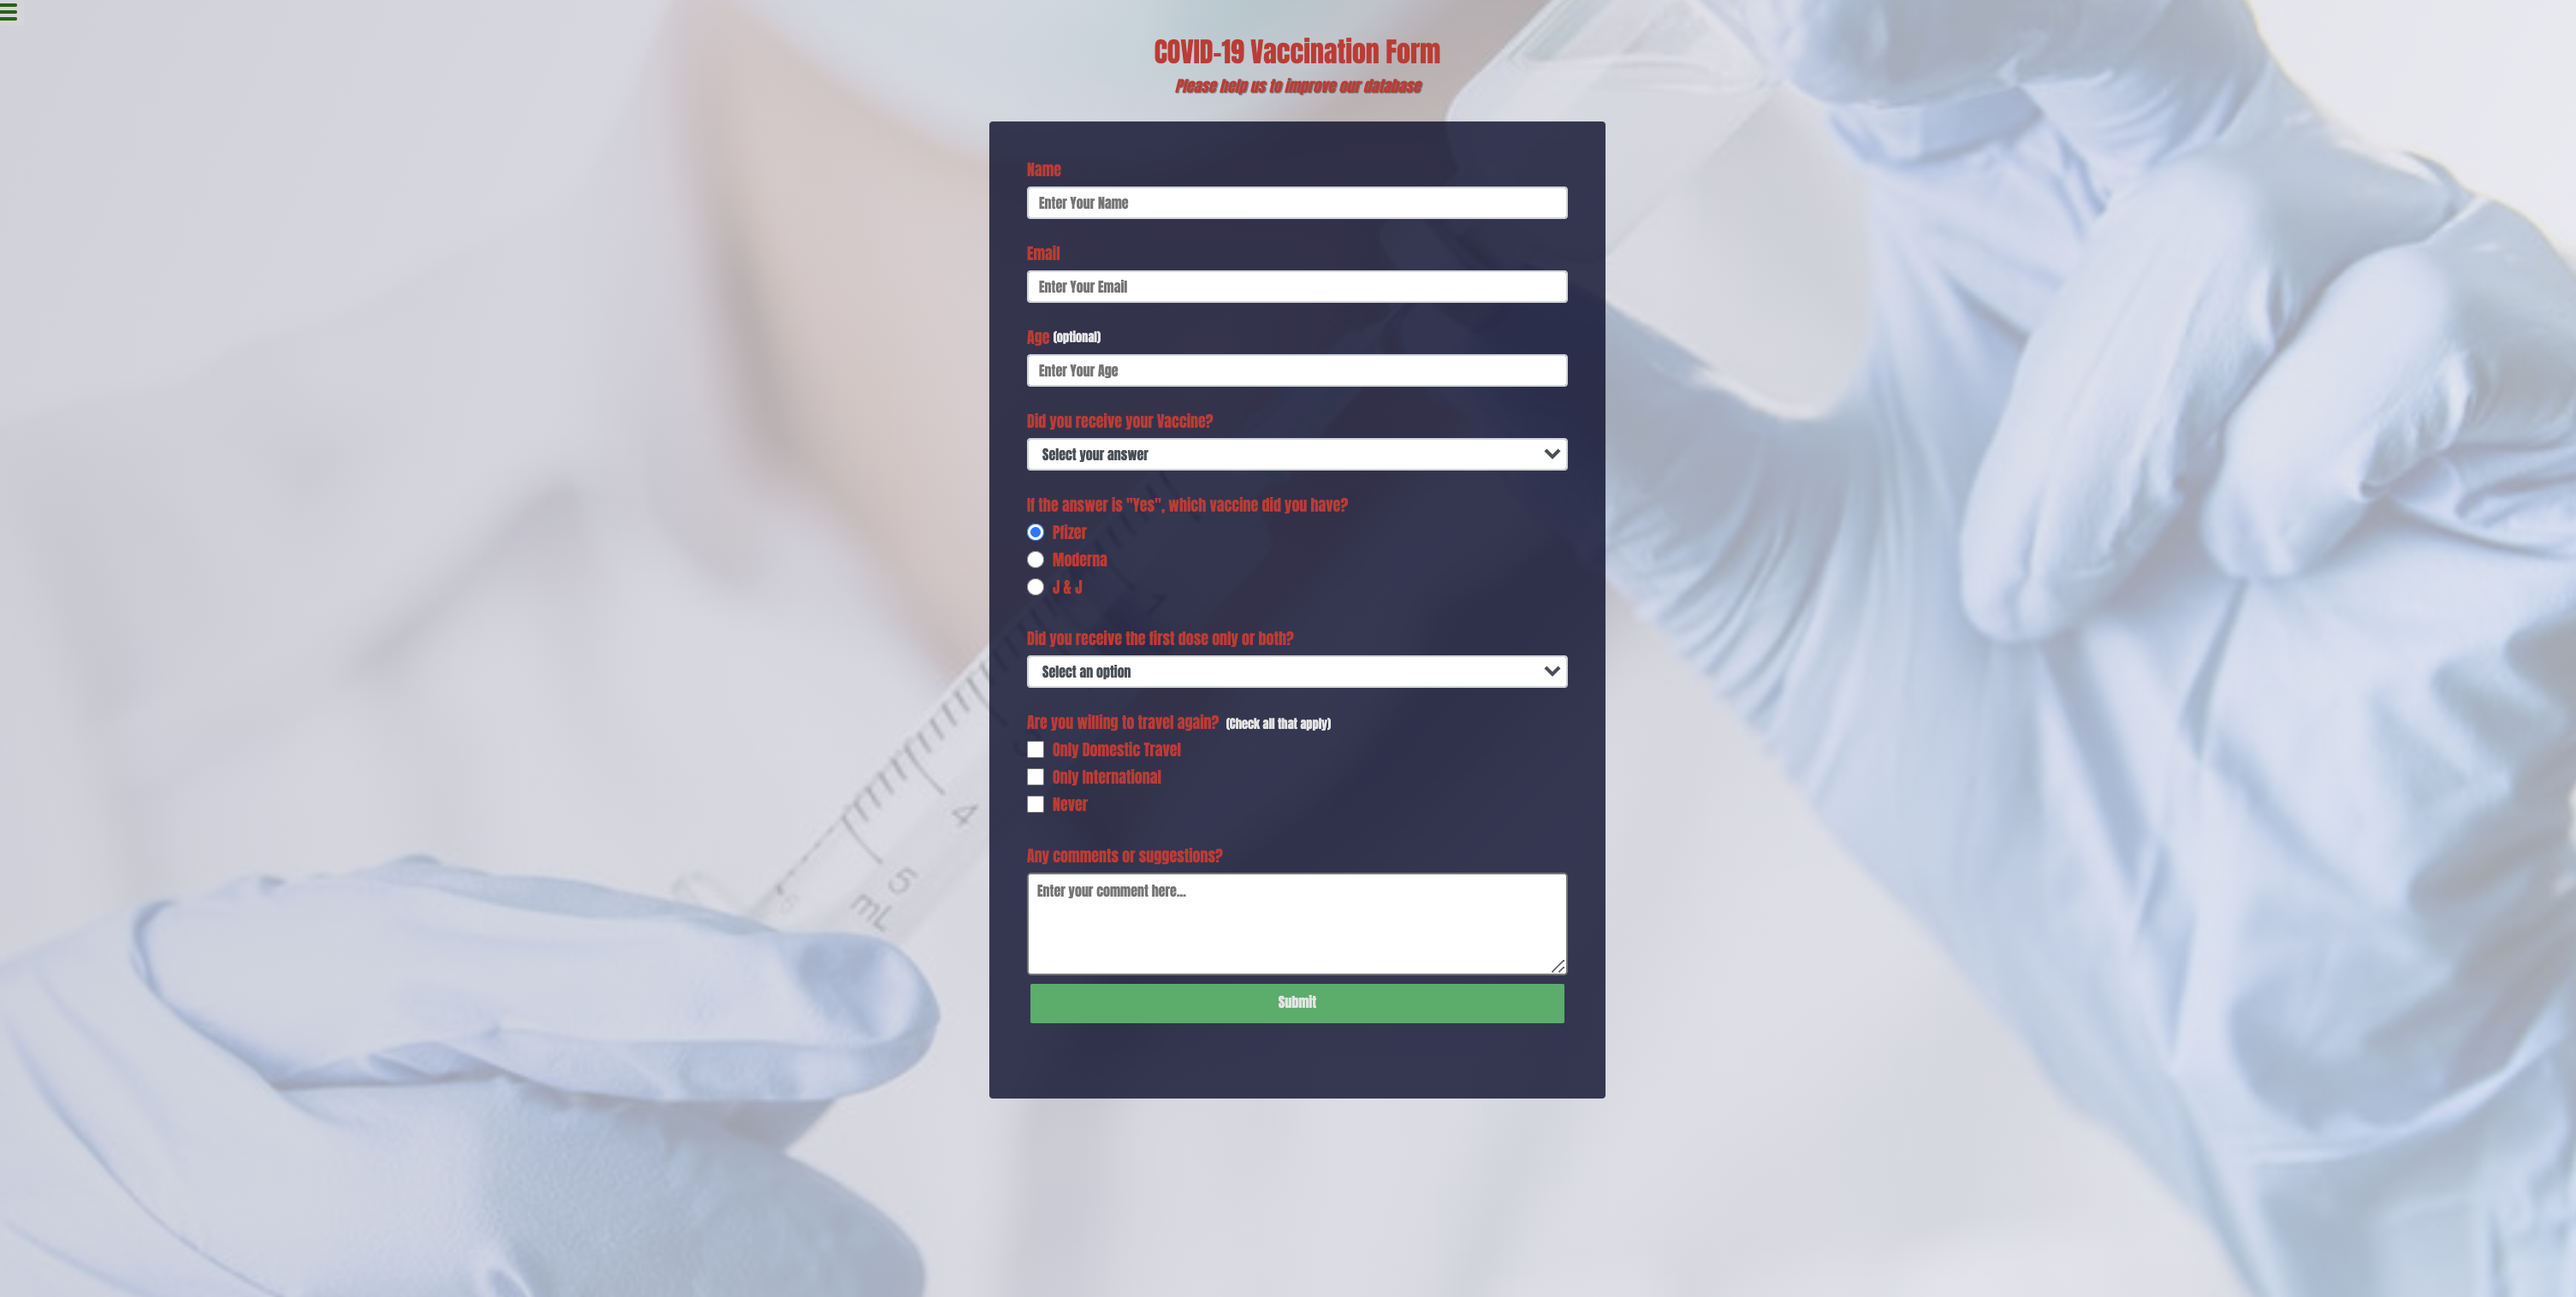 COVID-19 Vaccination Form
Please help us to improve our database
Name
Enter Your Name
Email
Enter Your Email
Age (optional)
Enter Your Age
Did you receive your Vaccine?
Select your answer
If the answer is "Yes", which vaccine did you have?
Pfizer
Moderna
J & J
Did you receive the first dose only or both?
Select an option
Are you willing to travel again? (Check all that apply)
Only Domestic Travel
Only International
Never
Any comments or suggestions?
Enter your comment here...
Submit
1
4
5
mL